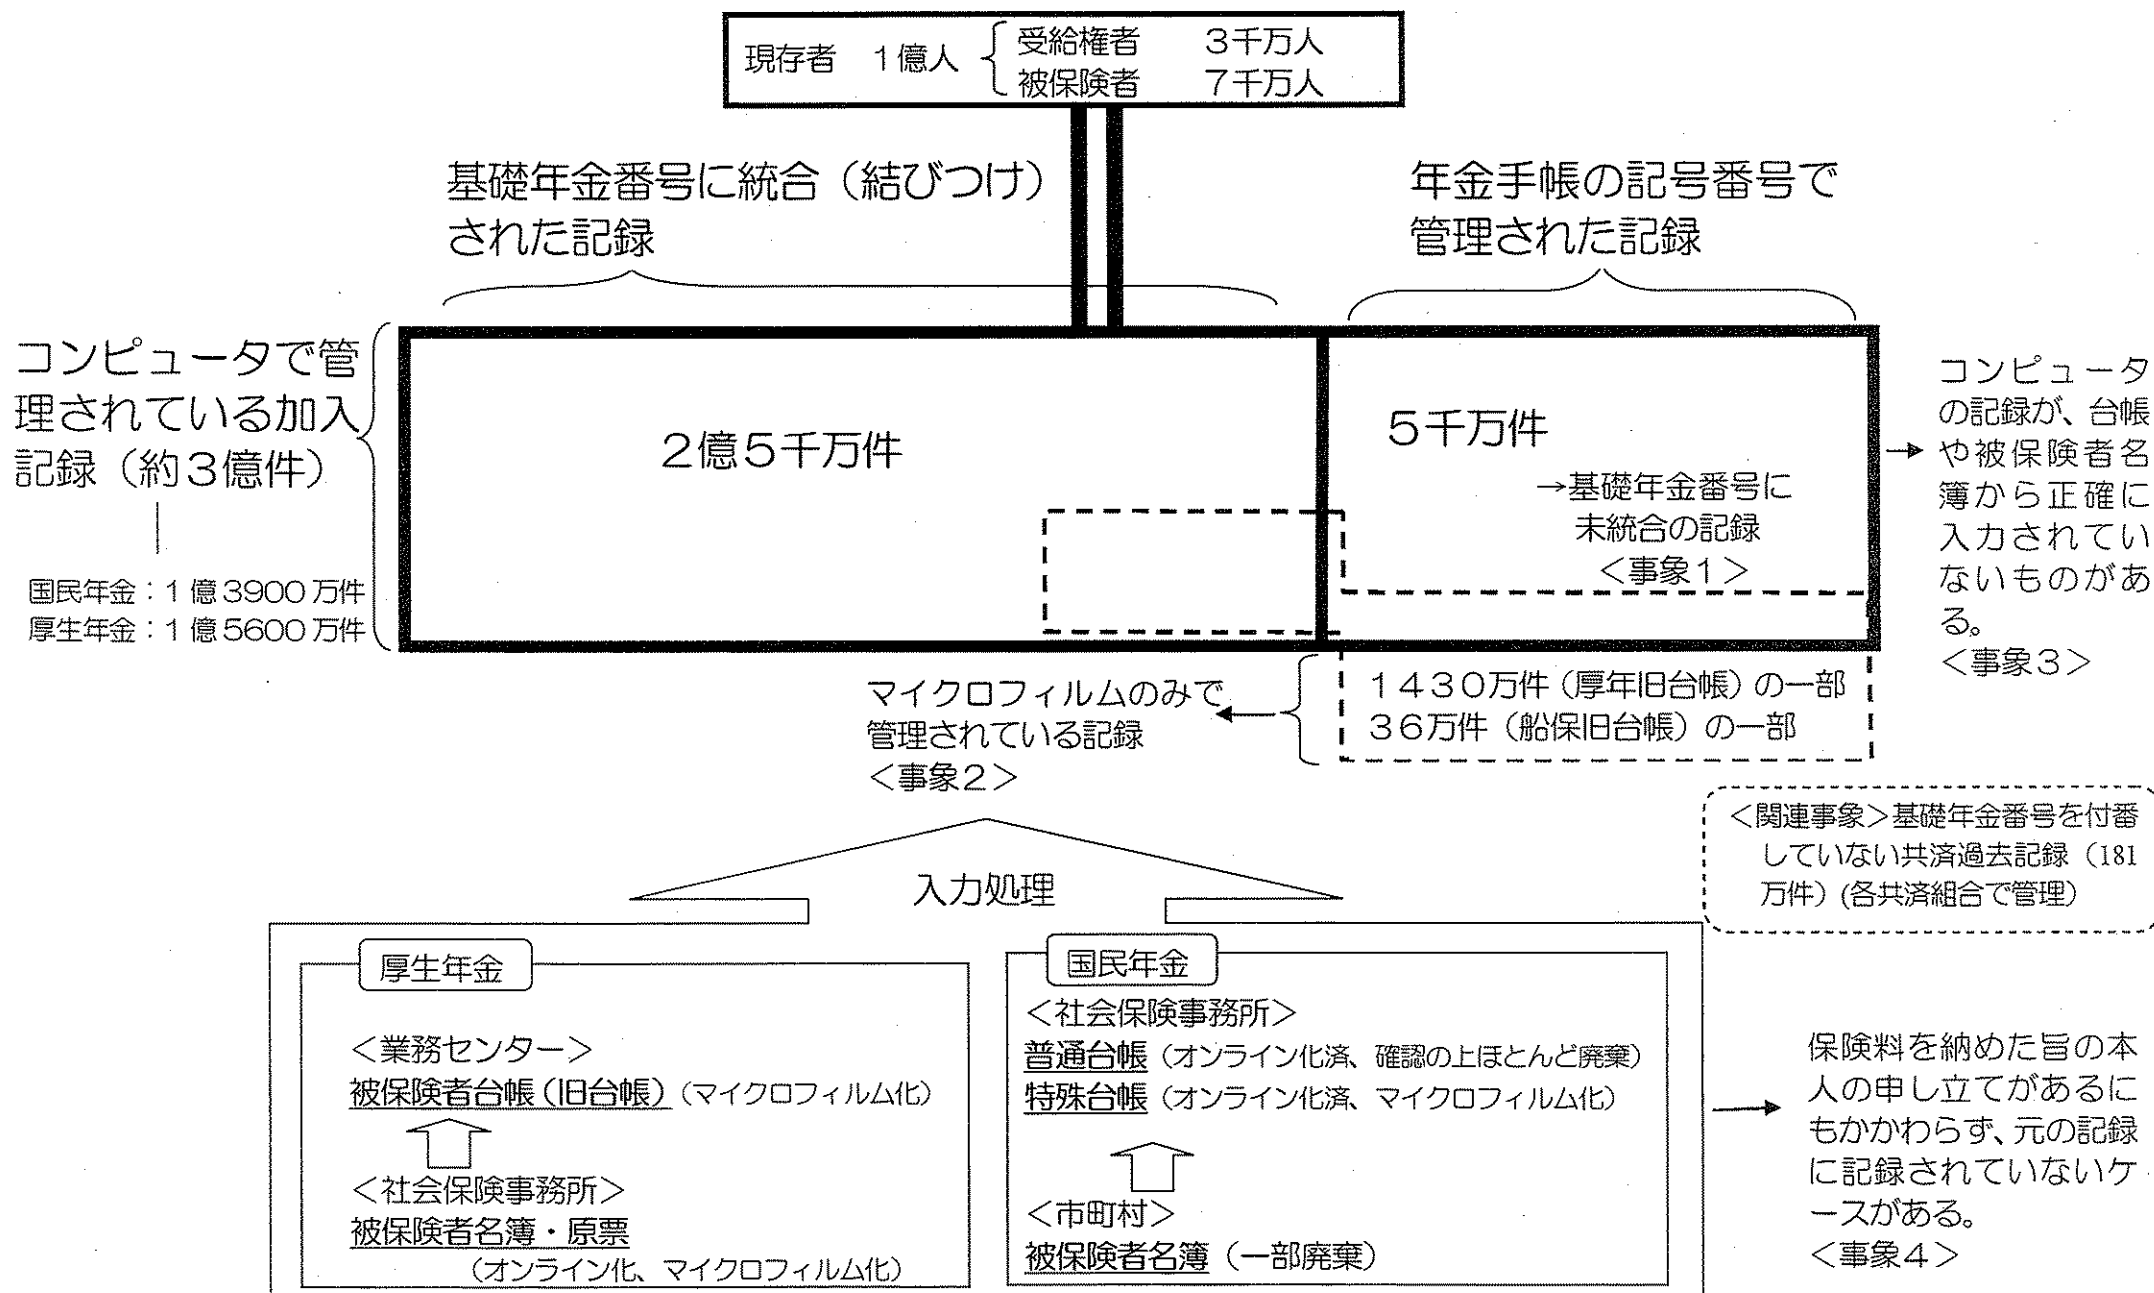 現存者 1億人
受給権者 3千万人
被保険者 7千万人
基礎年金番号に統合（結びつけ）
された記録
年金手帳の記号番号で
管理された記録
コンピュータで管
理されている加入
記録（約3億件）
国民年金：1億3900万件
厚生年金：1億5600万件
2億5千万件
5千万件
→基礎年金番号に
未統合の記録
＜事象1＞
コンピュータ
の記録が、台帳
や被保険者名
簿から正確に
入力されてい
ないものがあ
る。
＜事象3＞
マイクロフィルムのみで
管理されている記録
＜事象2＞
1430万件（厚年旧台帳）の一部
36万件（船保旧台帳）の一部
＜関連事象＞基礎年金番号を付番
していない共済過去記録（181
万件）(各共済組合で管理）
入力処理
厚生年金
＜業務センター＞
被保険者台帳（旧台帳）（マイクロフィルム化）
＜社会保険事務所＞
被保険者名簿・原票
（オンライン化、マイクロフィルム化）
国民年金
＜社会保険事務所＞
普通台帳（オンライン化済、確認の上ほとんど廃棄）
特殊台帳（オンライン化済、マイクロフィルム化）
＜市町村＞
被保険者名簿（一部廃棄）
保険料を納めた旨の本
人の申し立てがあるに
もかかわらず、元の記録
に記録されていないケ
ースがある。
＜事象4＞